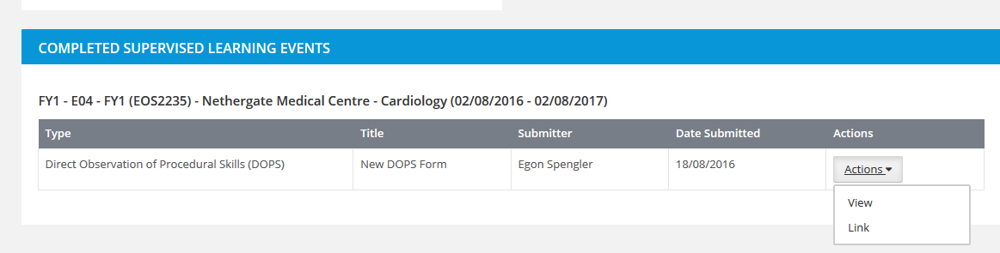 COMPLETED SUPERVISED LEARNING EVENTS
FY1 - E04 - FY1 (EOS2235) - Nethergate Medical Centre - Cardiology (02/08/2016 - 02/08/2017)
Type Title Submitter Date Submitted Actions
Direct Observation of Procedural Skills (DOPS) New DOPS Form Egon Spengler 18/08/2016 Actions
View
Link